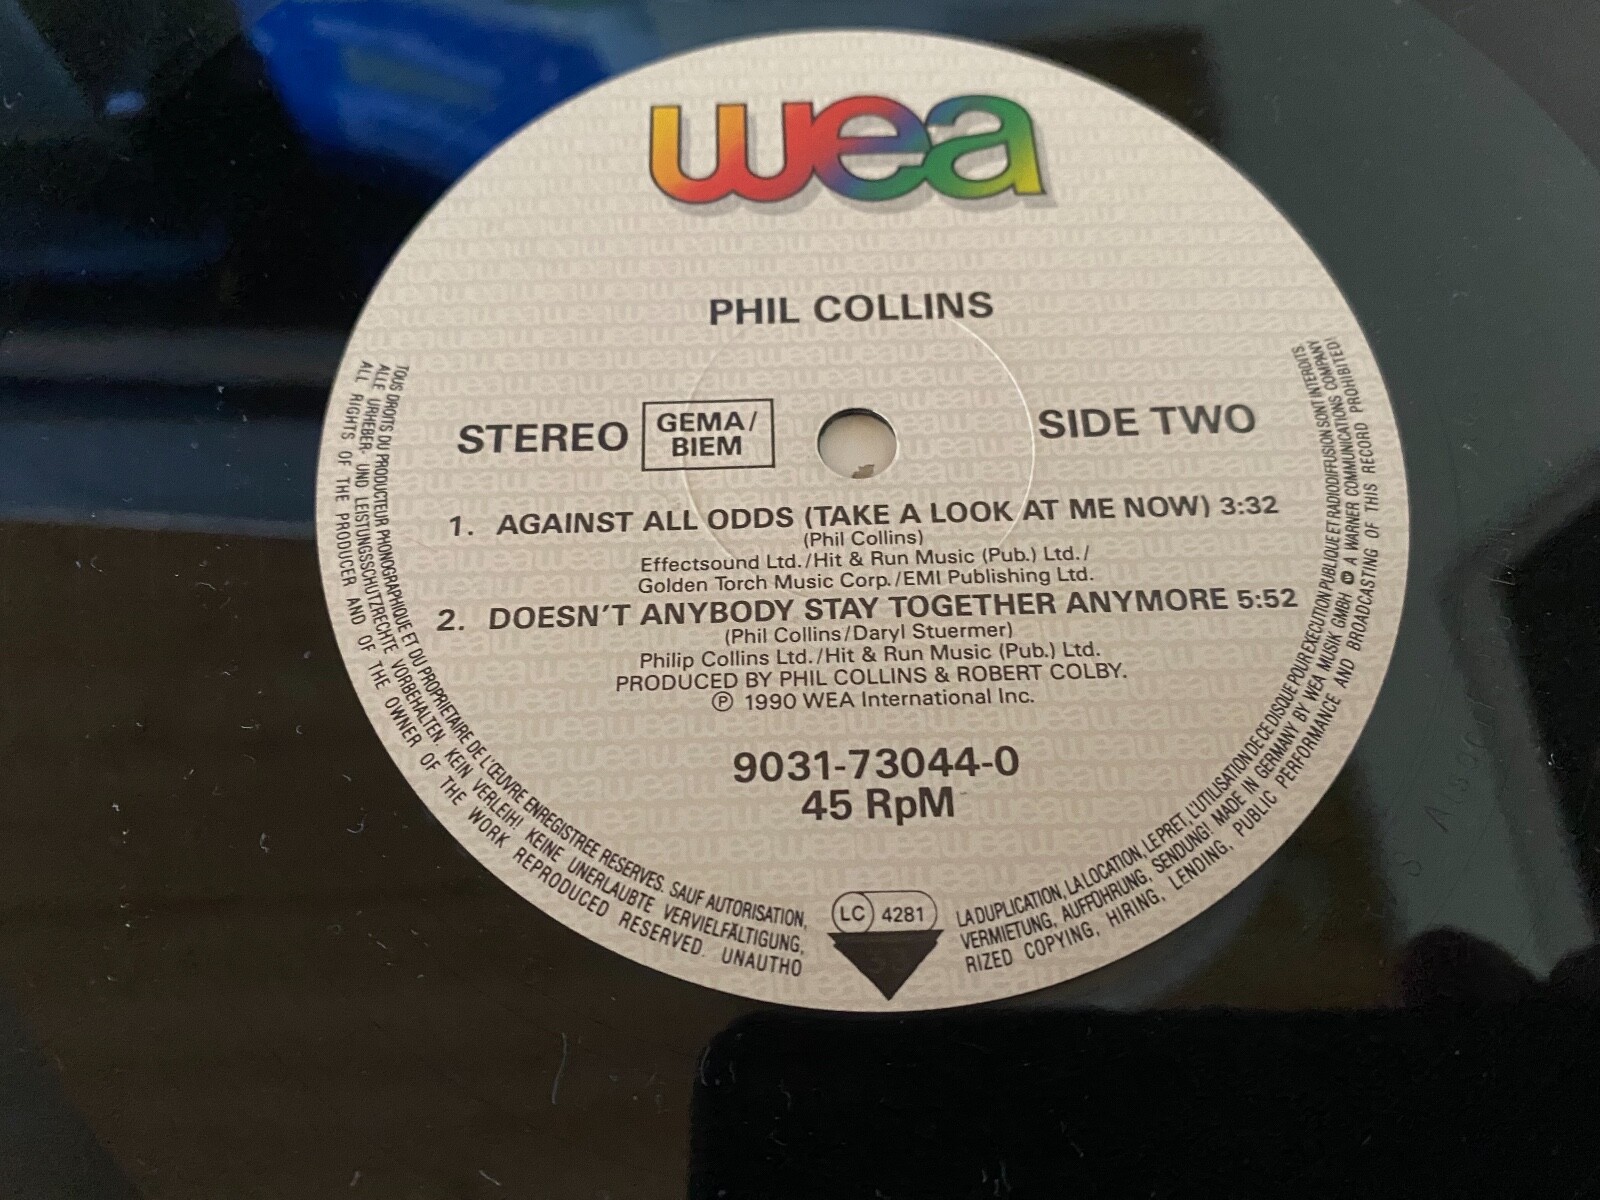 wea
PHIL COLLINS
STEREO
GEMA/
BIEM
SIDE TWO
1. AGAINST ALL ODDS (TAKE A LOOK AT ME NOW) 3:32
(Phil Collins)
Effectsound Ltd./Hit & Run Music (Pub.) Ltd./
Golden Torch Music Corp./EMI Publishing Ltd.
2. DOESN'T ANYBODY STAY TOGETHER ANYMORE 5:52
(Phil Collins/Daryl Stuermer)
Philip Collins Ltd./Hit & Run Music (Pub.) Ltd.
PRODUCED BY PHIL COLLINS & ROBERT COLBY.
Ⓟ 1990 WEA International Inc.
9031-73044-0
45 RpM
LC 4281
TOUS DROITS DU PRODUCTEUR PHONOGRAPHIQUE ET DU PROPRIETAIRE DE L'ŒUVRE ENREGISTREE RESERVES. SAUF AUTORISATION, LA DUPLICATION, LA LOCATION, LE PRET, L'UTILISATION DE CE DISQUE POUR EXECUTION PUBLIQUE ET RADIODIFFUSION SONT INTERDITS.
ALLE URHEBER- UND LEISTUNGSSCHUTZRECHTE VORBEHALTEN. KEIN VERLEIH! KEINE UNERLAUBTE VERVIELFÄLTIGUNG, VERMIETUNG, AUFFÜHRUNG, SENDUNG! MADE IN GERMANY BY WEA MUSIK GMBH A WARNER COMMUNICATIONS COMPANY
ALL RIGHTS OF THE PRODUCER AND OF THE OWNER OF THE WORK REPRODUCED RESERVED. UNAUTHORIZED COPYING, HIRING, LENDING, PUBLIC PERFORMANCE AND BROADCASTING OF THIS RECORD PROHIBITED!